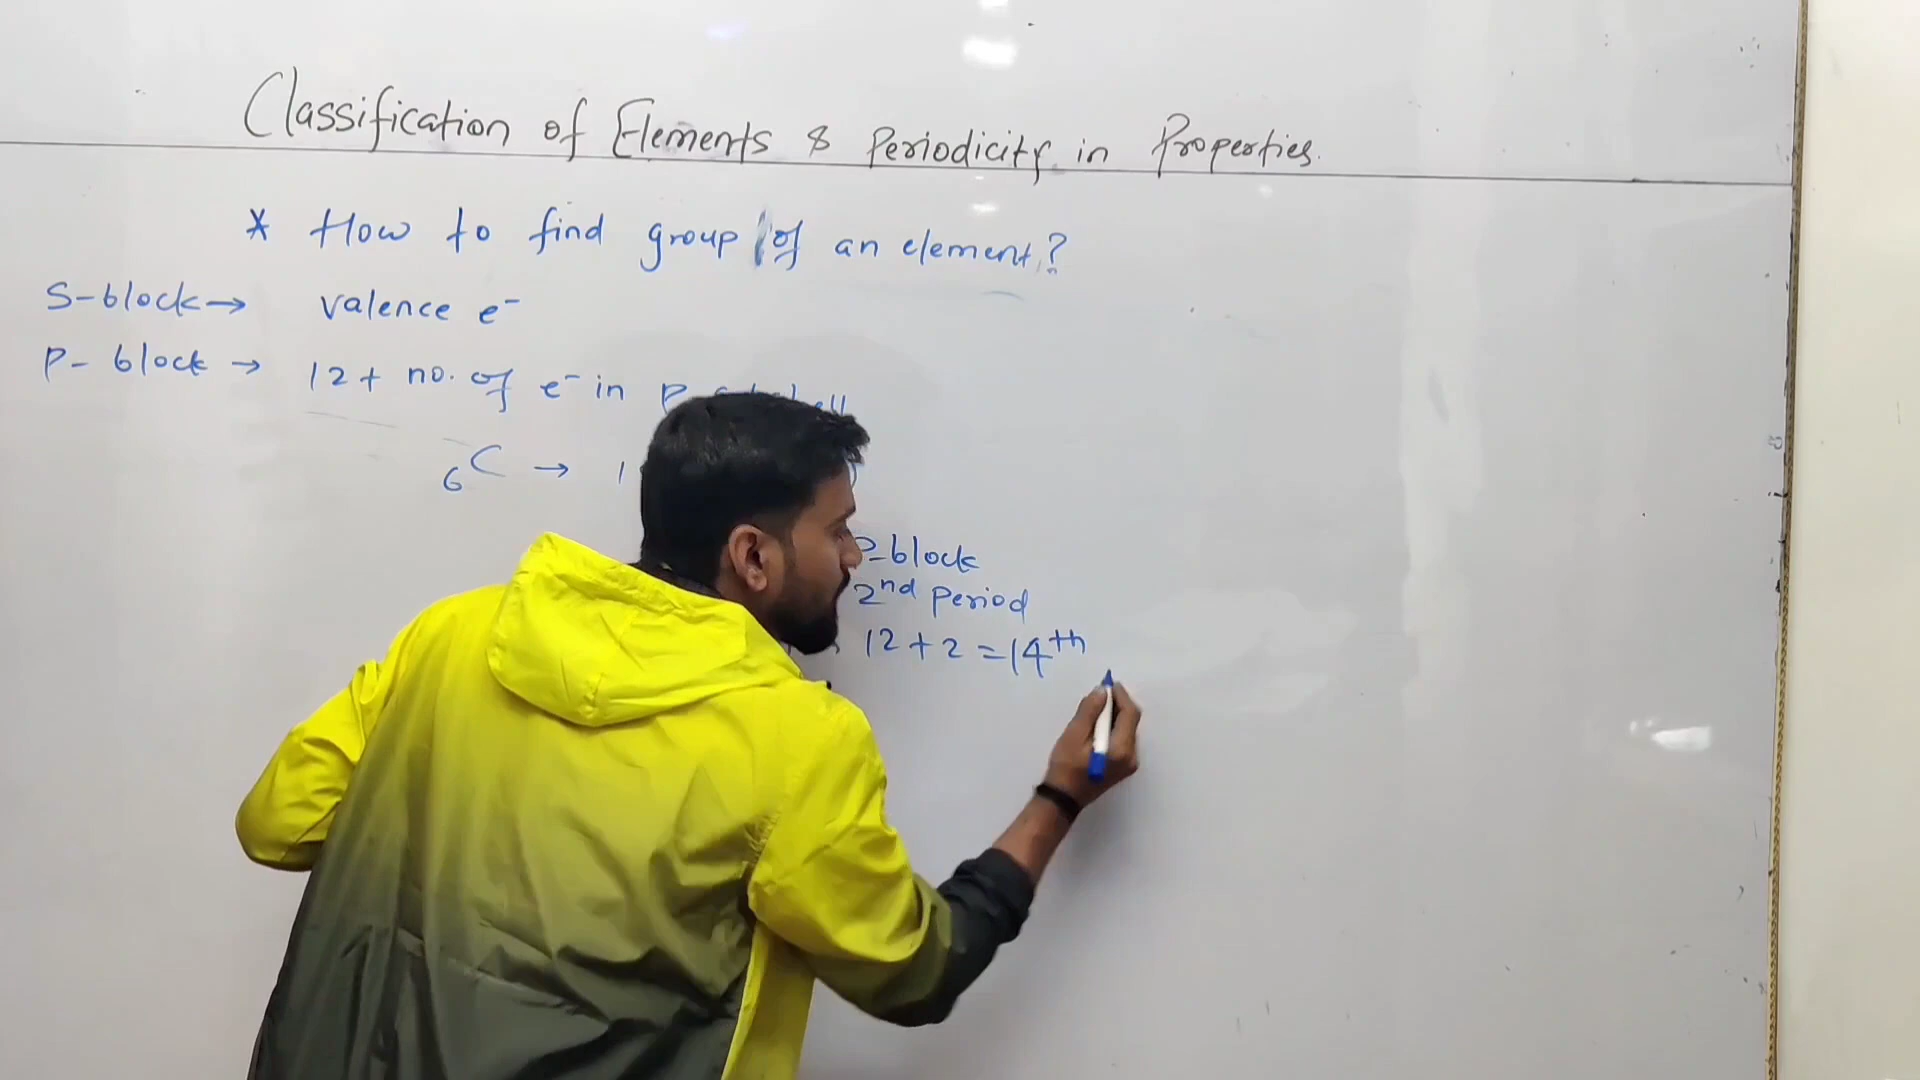 Classification of Elements & Periodicity in Properties.
* How to find group of an element?
S-block → valence e⁻
P-block → 12 + no. of e⁻ in P
₆C → 1
P-block
2nd period
12 + 2 = 14th